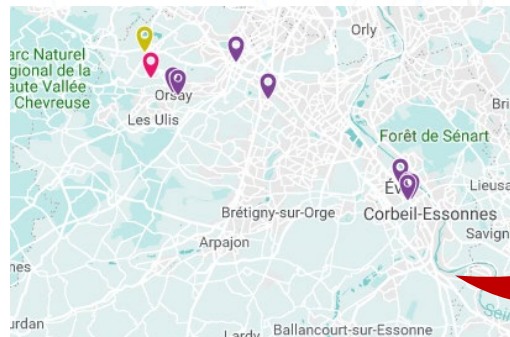 Orly
arc Naturel
gional de la
aute Vallée
Chevreuse
Orsay
Bri
Les Ulis
Forêt de Sénart
Év
Lieusa
Brétigny-sur-Orge
Corbeil-Essonnes
Savign
Arpajon
nes
Sei
urdan
Lardy
Ballancourt-sur-Essonne